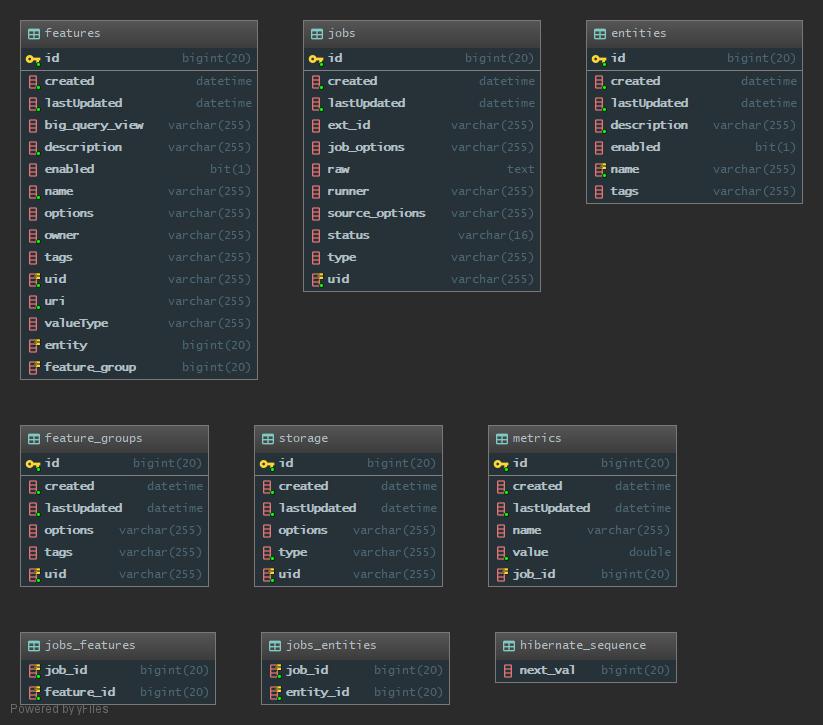 features
id bigint(20)
created datetime
lastUpdated datetime
big_query_view varchar(255)
description varchar(255)
enabled bit(1)
name varchar(255)
options varchar(255)
owner varchar(255)
tags varchar(255)
uid varchar(255)
uri varchar(255)
valueType varchar(255)
entity bigint(20)
feature_group bigint(20)
jobs
id bigint(20)
created datetime
lastUpdated datetime
ext_id varchar(255)
job_options varchar(255)
raw text
runner varchar(255)
source_options varchar(255)
status varchar(16)
type varchar(255)
uid varchar(255)
entities
id bigint(20)
created datetime
lastUpdated datetime
description varchar(255)
enabled bit(1)
name varchar(255)
tags varchar(255)
feature_groups
id bigint(20)
created datetime
lastUpdated datetime
options varchar(255)
tags varchar(255)
uid varchar(255)
storage
id bigint(20)
created datetime
lastUpdated datetime
options varchar(255)
type varchar(255)
uid varchar(255)
metrics
id bigint(20)
created datetime
lastUpdated datetime
name varchar(255)
value double
job_id bigint(20)
jobs_features
job_id bigint(20)
feature_id bigint(20)
jobs_entities
job_id bigint(20)
entity_id bigint(20)
hibernate_sequence
next_val bigint(20)
Powered by yFiles